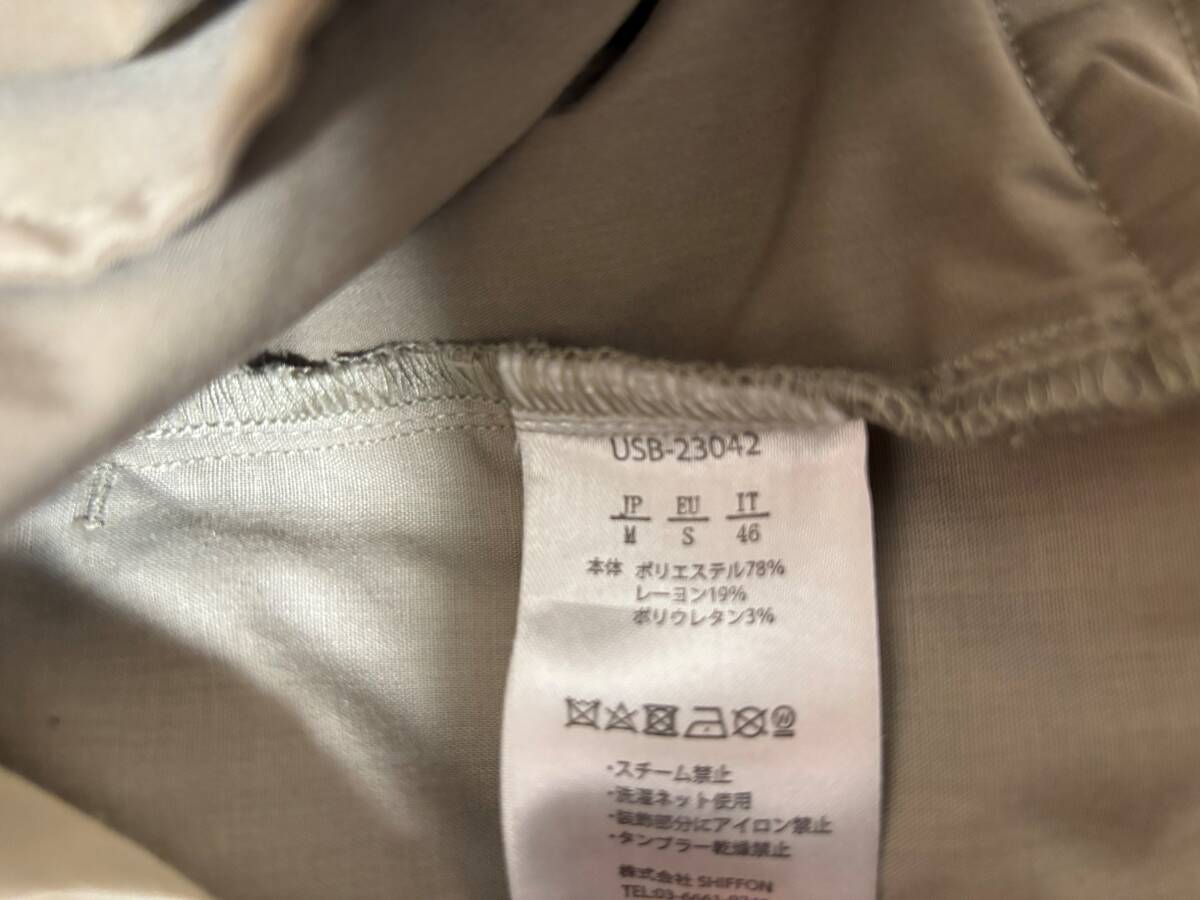 USB-23042
JP EU IT
M S 46
本体 ポリエステル78%
レーヨン19%
ポリウレタン3%
・スチーム禁止
・洗濯ネット使用
・装飾部分にアイロン禁止
・タンブラー乾燥禁止
株式会社 SHIFFON